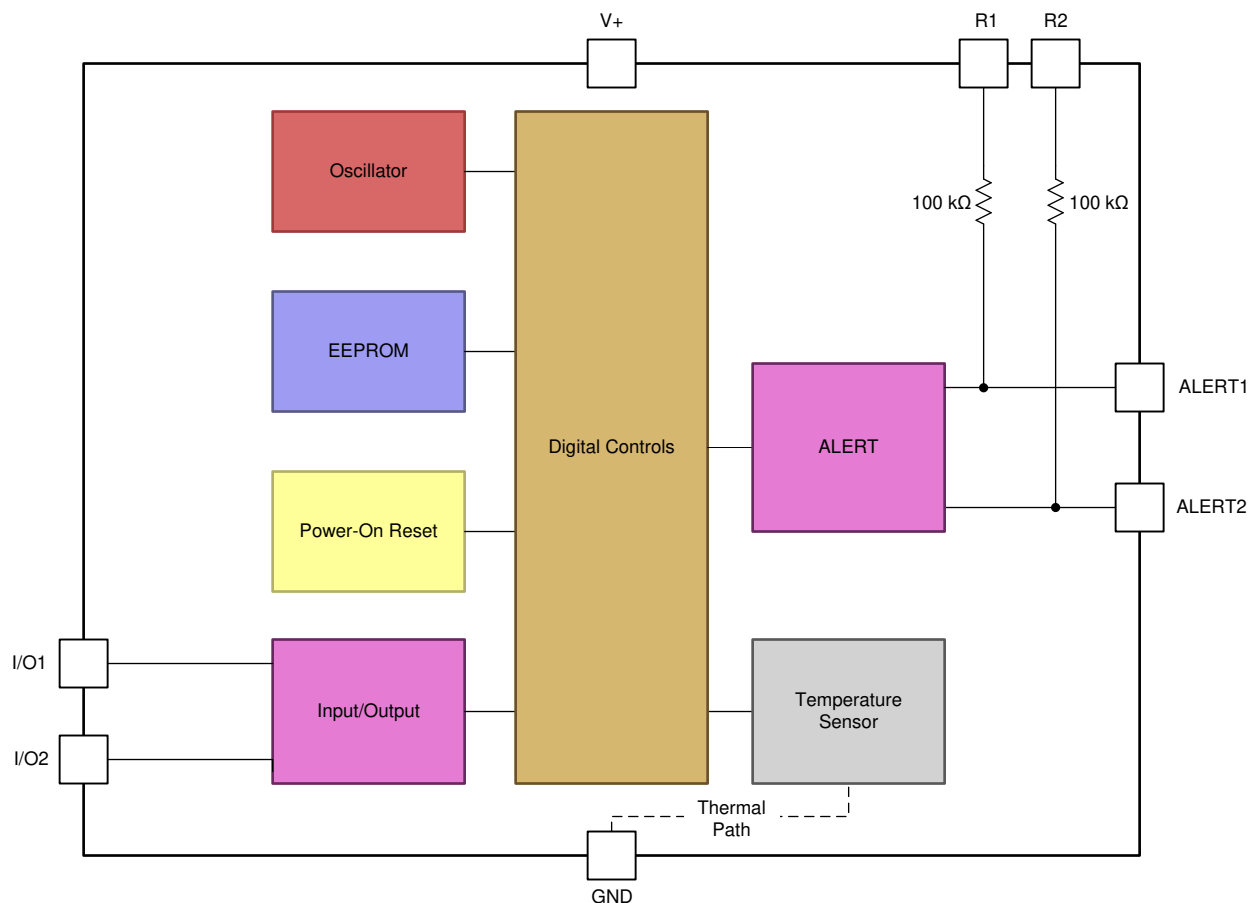 V+
R1
R2
Oscillator
100 kΩ
100 kΩ
EEPROM
ALERT1
Digital Controls
ALERT
ALERT2
Power-On Reset
I/O1
Input/Output
Temperature
Sensor
I/O2
Thermal
Path
GND